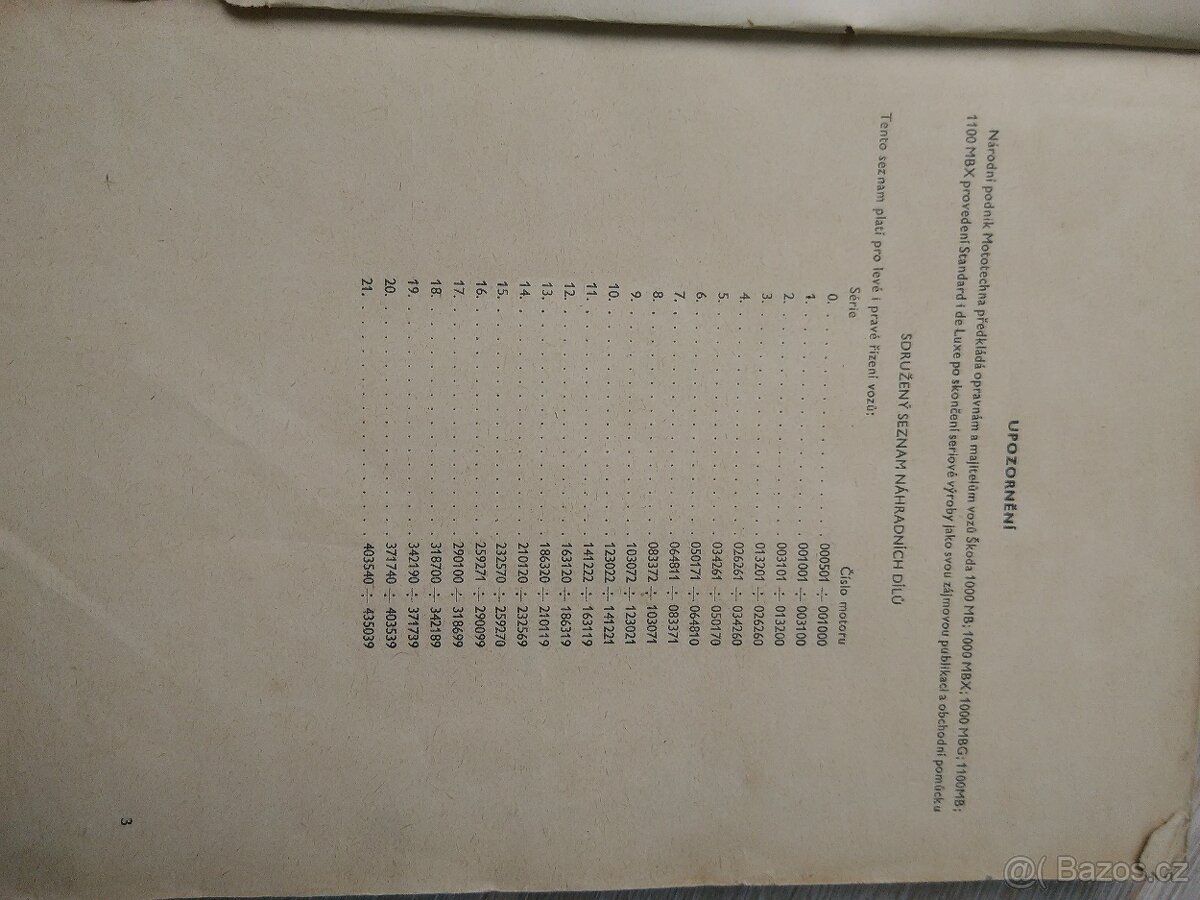 UPOZORNĚNÍ
Národní podnik Mototechna předkládá opravnám a majitelům vozů Škoda 1000 MB; 1000 MBX; 1000 MBG; 1100MB;
1100 MBX provedení Standard i de Luxe po skončení seriové výroby jako svou zájmovou publikaci a obchodní pomůcku
SDRUŽENÝ SEZNAM NÁHRADNÍCH DÍLŮ
Tento seznam platí pro levé i pravé řízení vozů:
Série Číslo motoru
0. . . . . . . . . . . 000501 ÷ 001000
1. . . . . . . . . . . 001001 ÷ 003100
2. . . . . . . . . . . 003101 ÷ 013200
3. . . . . . . . . . . 013201 ÷ 026260
4. . . . . . . . . . . 026261 ÷ 034260
5. . . . . . . . . . . 034261 ÷ 050170
6. . . . . . . . . . . 050171 ÷ 064810
7. . . . . . . . . . . 064811 ÷ 083371
8. . . . . . . . . . . 083372 ÷ 103071
9. . . . . . . . . . . 103072 ÷ 123021
10. . . . . . . . . . . 123022 ÷ 141221
11. . . . . . . . . . . 141222 ÷ 163119
12. . . . . . . . . . . 163120 ÷ 186319
13. . . . . . . . . . . 186320 ÷ 210119
14. . . . . . . . . . . 210120 ÷ 232569
15. . . . . . . . . . . 232570 ÷ 259270
16. . . . . . . . . . . 259271 ÷ 290099
17. . . . . . . . . . . 290100 ÷ 318699
18. . . . . . . . . . . 318700 ÷ 342189
19. . . . . . . . . . . 342190 ÷ 371739
20. . . . . . . . . . . 371740 ÷ 403539
21. . . . . . . . . . . 403540 ÷ 435039
3
@( Bazos.cz